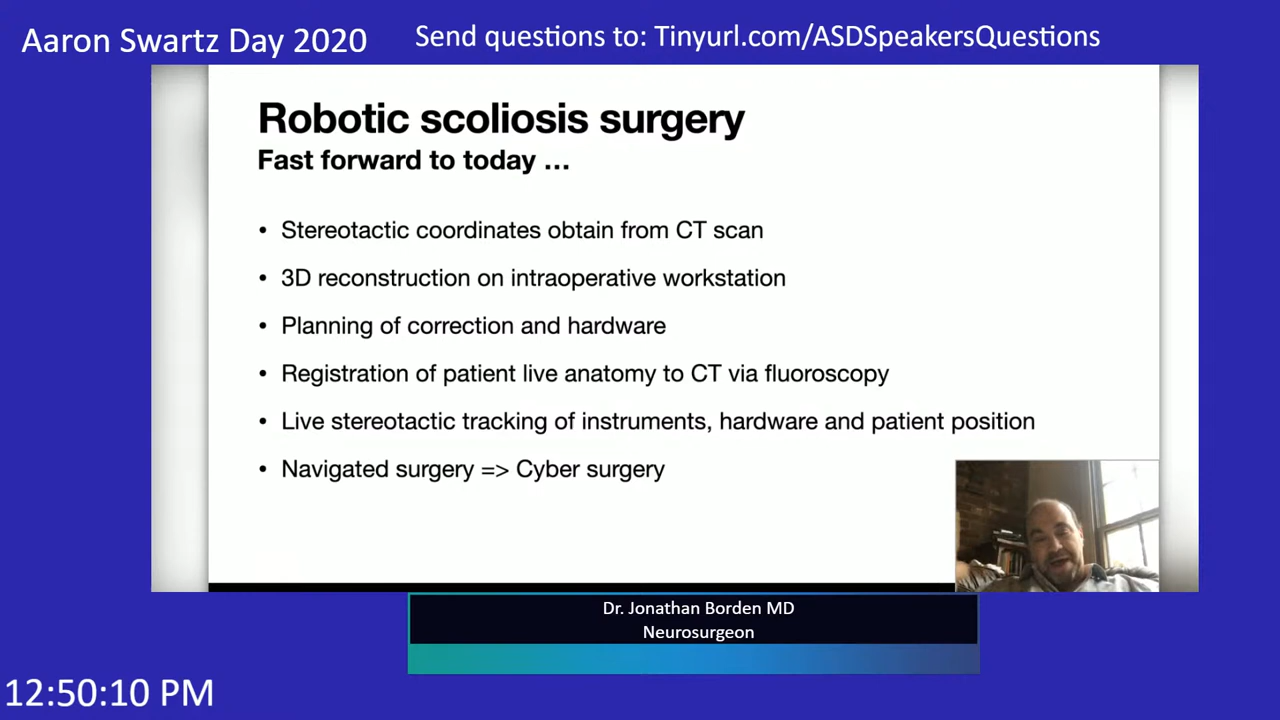 Aaron Swartz Day 2020
Send questions to: Tinyurl.com/ASDSpeakersQuestions
Robotic scoliosis surgery
Fast forward to today …
• Stereotactic coordinates obtain from CT scan
• 3D reconstruction on intraoperative workstation
• Planning of correction and hardware
• Registration of patient live anatomy to CT via fluoroscopy
• Live stereotactic tracking of instruments, hardware and patient position
• Navigated surgery => Cyber surgery
Dr. Jonathan Borden MD
Neurosurgeon
12:50:10 PM